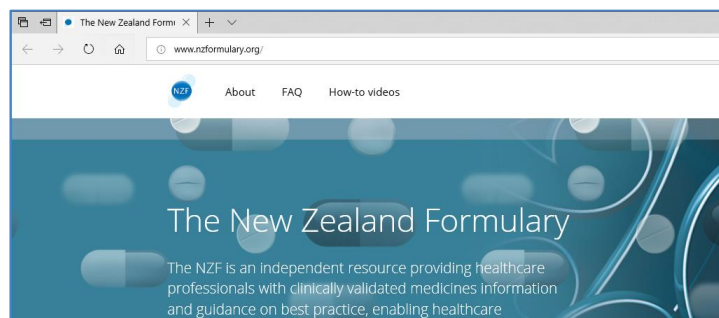 The New Zealand Formu
www.nzformulary.org/
NZF About FAQ How-to videos
The New Zealand Formulary
The NZF is an independent resource providing healthcare
professionals with clinically validated medicines information
and guidance on best practice, enabling healthcare